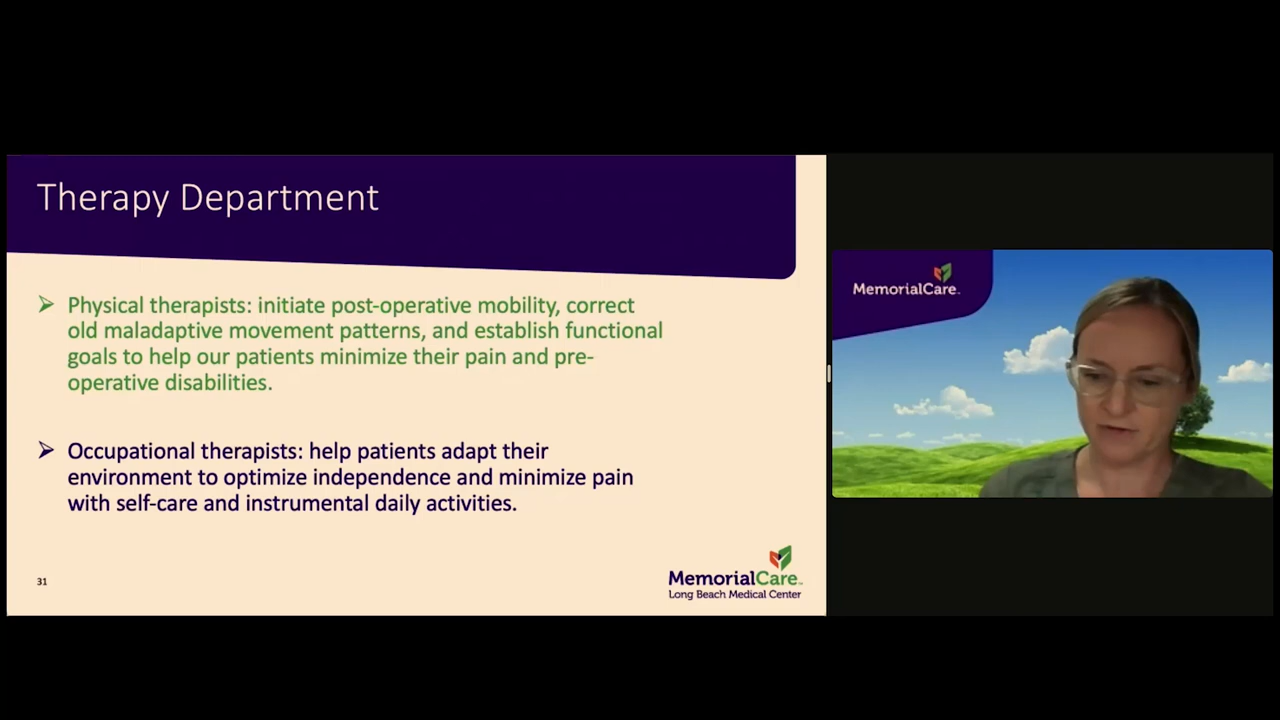 Therapy Department
➢ Physical therapists: initiate post-operative mobility, correct
old maladaptive movement patterns, and establish functional
goals to help our patients minimize their pain and pre-
operative disabilities.
➢ Occupational therapists: help patients adapt their
environment to optimize independence and minimize pain
with self-care and instrumental daily activities.
31
MemorialCare™
Long Beach Medical Center
MemorialCare™